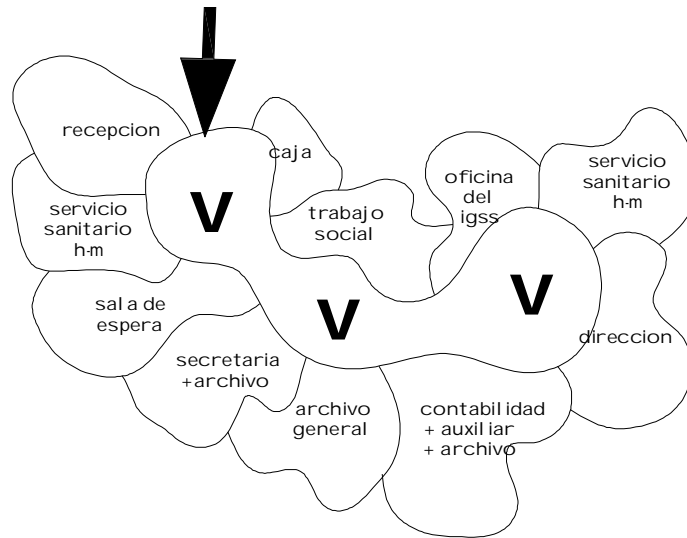 recepcion
caja
servicio
sanitario
h-m
oficina
del
igss
servicio
sanitario
h-m
trabajo
social
V
V
V
sala de
espera
direccion
secretaria
+archivo
archivo
general
contabilidad
+ auxiliar
+ archivo